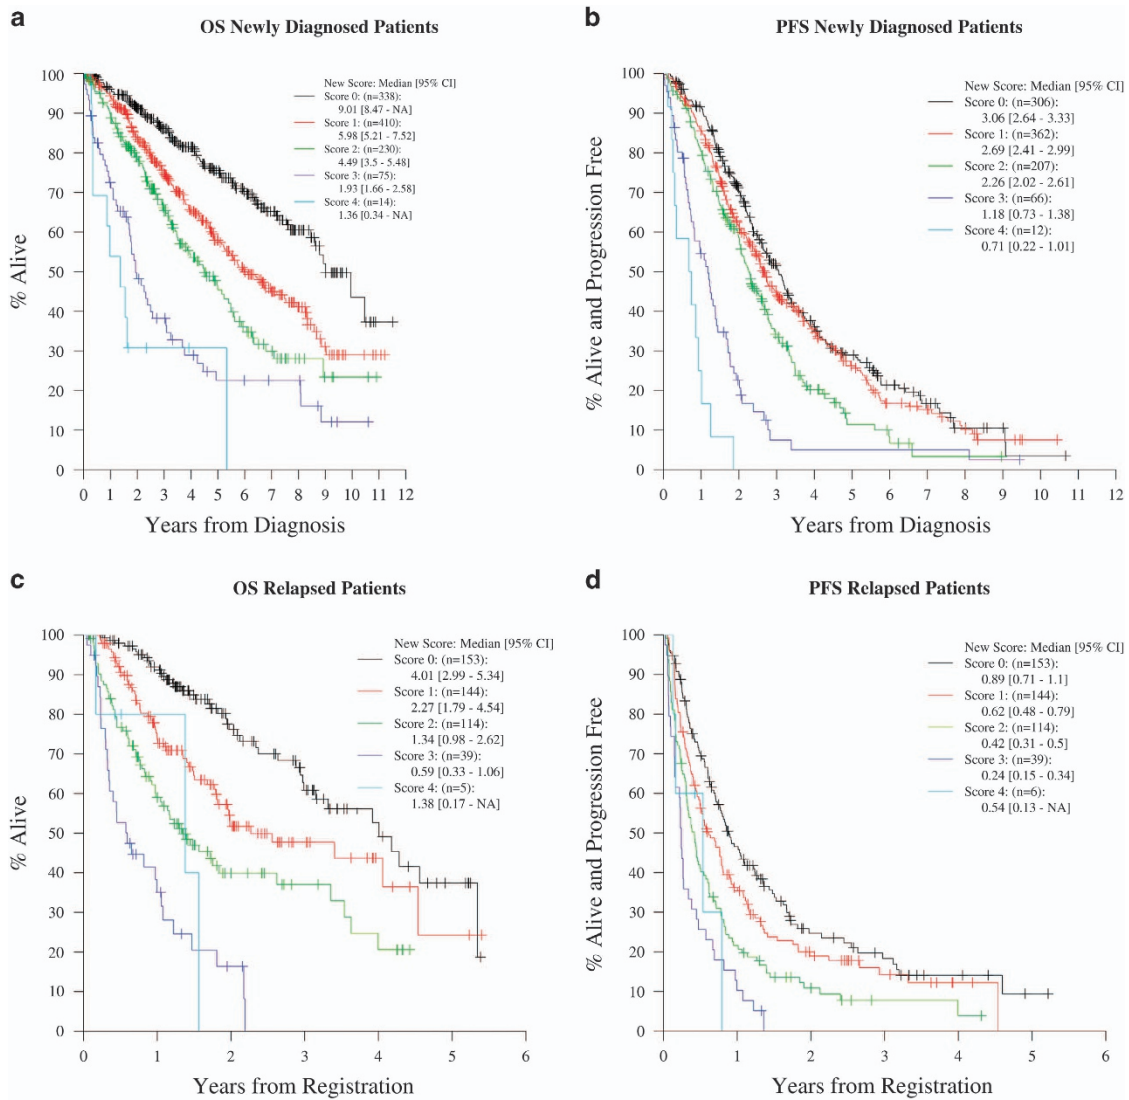 a
OS Newly Diagnosed Patients
% Alive
100
90
80
70
60
50
40
30
20
10
0
0 1 2 3 4 5 6 7 8 9 10 11 12
Years from Diagnosis
New Score: Median [95% CI]
Score 0: (n=338):
9.01 [8.47 - NA]
Score 1: (n=410):
5.98 [5.21 - 7.52]
Score 2: (n=230):
4.49 [3.5 - 5.48]
Score 3: (n=75):
1.93 [1.66 - 2.58]
Score 4: (n=14):
1.36 [0.34 - NA]
b
PFS Newly Diagnosed Patients
% Alive and Progression Free
100
90
80
70
60
50
40
30
20
10
0
0 1 2 3 4 5 6 7 8 9 10 11 12
Years from Diagnosis
New Score: Median [95% CI]
Score 0: (n=306):
3.06 [2.64 - 3.33]
Score 1: (n=362):
2.69 [2.41 - 2.99]
Score 2: (n=207):
2.26 [2.02 - 2.61]
Score 3: (n=66):
1.18 [0.73 - 1.38]
Score 4: (n=12):
0.71 [0.22 - 1.01]
c
OS Relapsed Patients
% Alive
100
90
80
70
60
50
40
30
20
10
0
0 1 2 3 4 5 6
Years from Registration
New Score: Median [95% CI]
Score 0: (n=153):
4.01 [2.99 - 5.34]
Score 1: (n=144):
2.27 [1.79 - 4.54]
Score 2: (n=114):
1.34 [0.98 - 2.62]
Score 3: (n=39):
0.59 [0.33 - 1.06]
Score 4: (n=5):
1.38 [0.17 - NA]
d
PFS Relapsed Patients
% Alive and Progression Free
100
90
80
70
60
50
40
30
20
10
0
0 1 2 3 4 5 6
Years from Registration
New Score: Median [95% CI]
Score 0: (n=153):
0.89 [0.71 - 1.1]
Score 1: (n=144):
0.62 [0.48 - 0.79]
Score 2: (n=114):
0.42 [0.31 - 0.5]
Score 3: (n=39):
0.24 [0.15 - 0.34]
Score 4: (n=6):
0.54 [0.13 - NA]